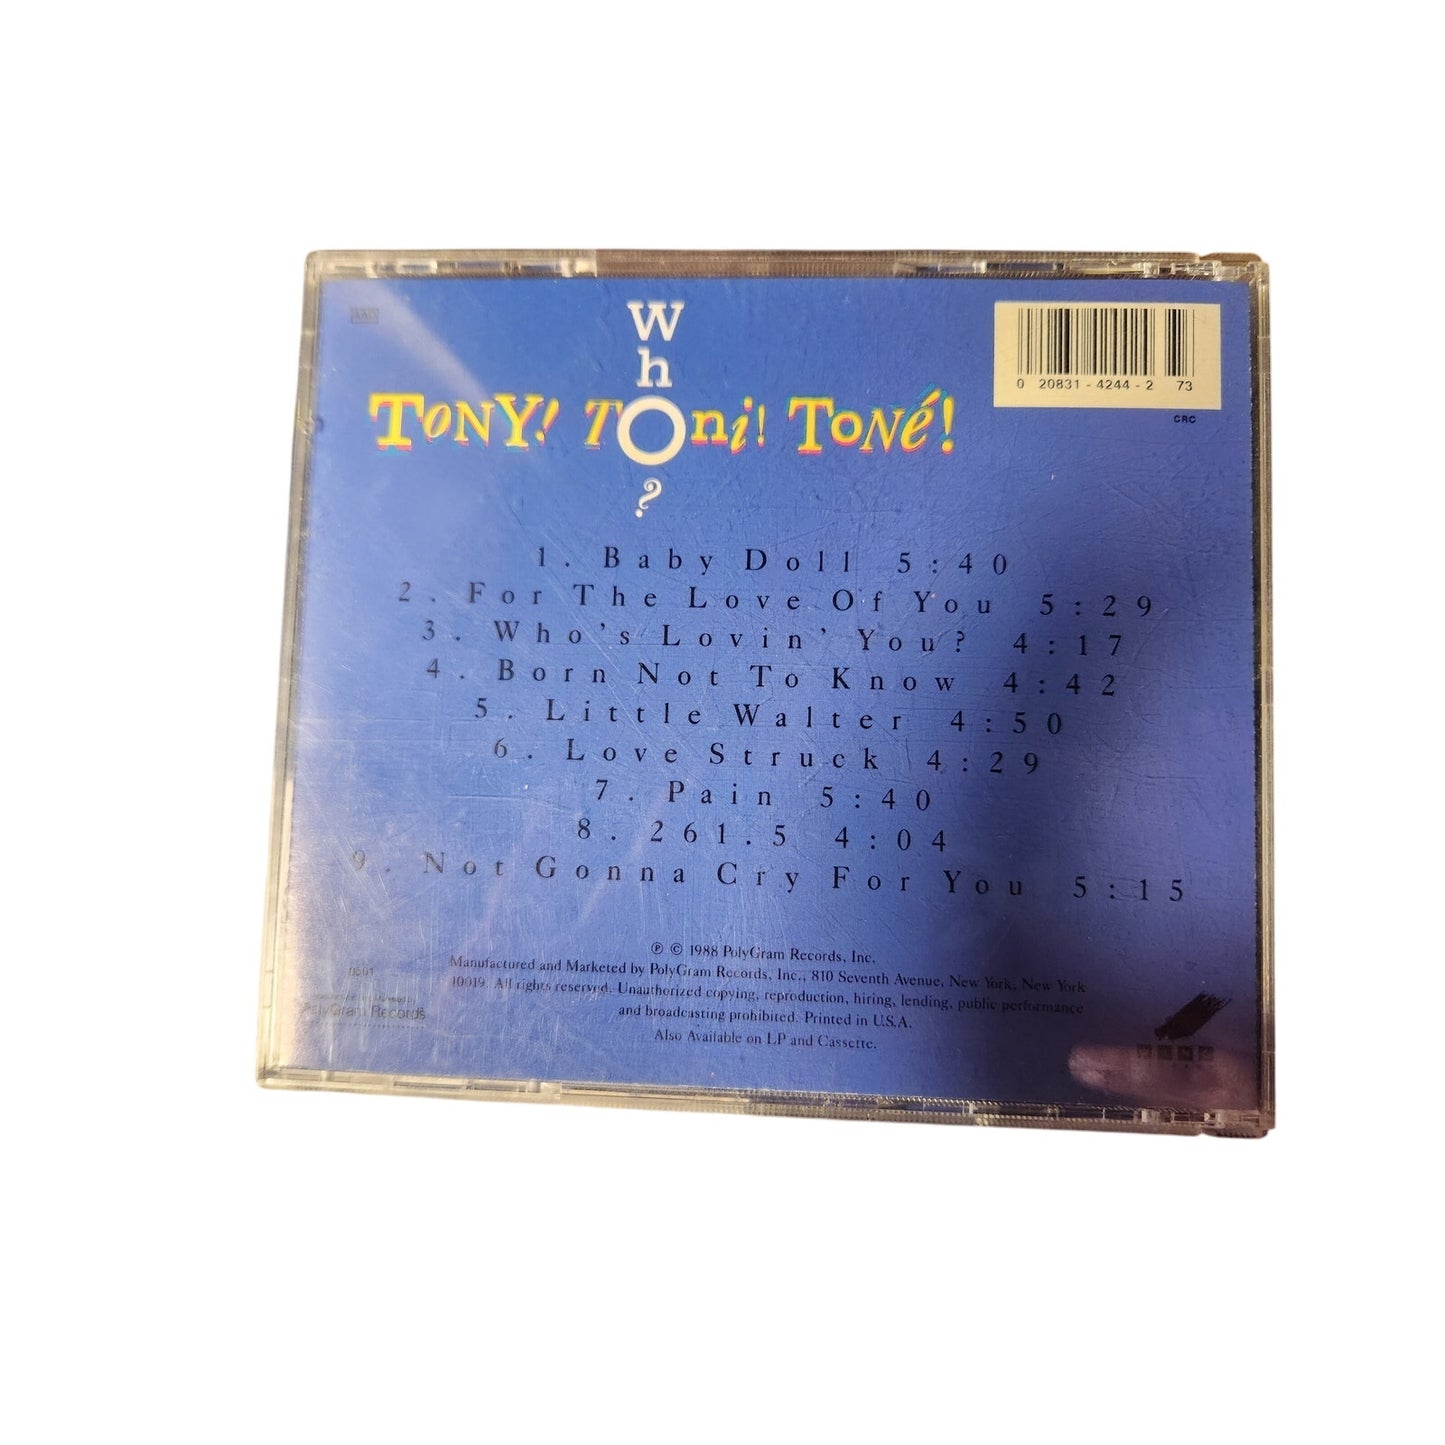 AAD
Who?
TONY! TOni! TONé!
0 20831-4244-2 73
CRC
1. Baby Doll 5:40
2. For The Love Of You 5:29
3. Who's Lovin' You? 4:17
4. Born Not To Know 4:42
5. Little Walter 4:50
6. Love Struck 4:29
7. Pain 5:40
8. 261.5 4:04
9. Not Gonna Cry For You 5:15
℗ © 1988 PolyGram Records, Inc.
Manufactured and Marketed by PolyGram Records, Inc., 810 Seventh Avenue, New York, New York
10019. All rights reserved. Unauthorized copying, reproduction, hiring, lending, public performance
and broadcasting prohibited. Printed in U.S.A.
Also Available on LP and Cassette.
Marketed by
PolyGram Records